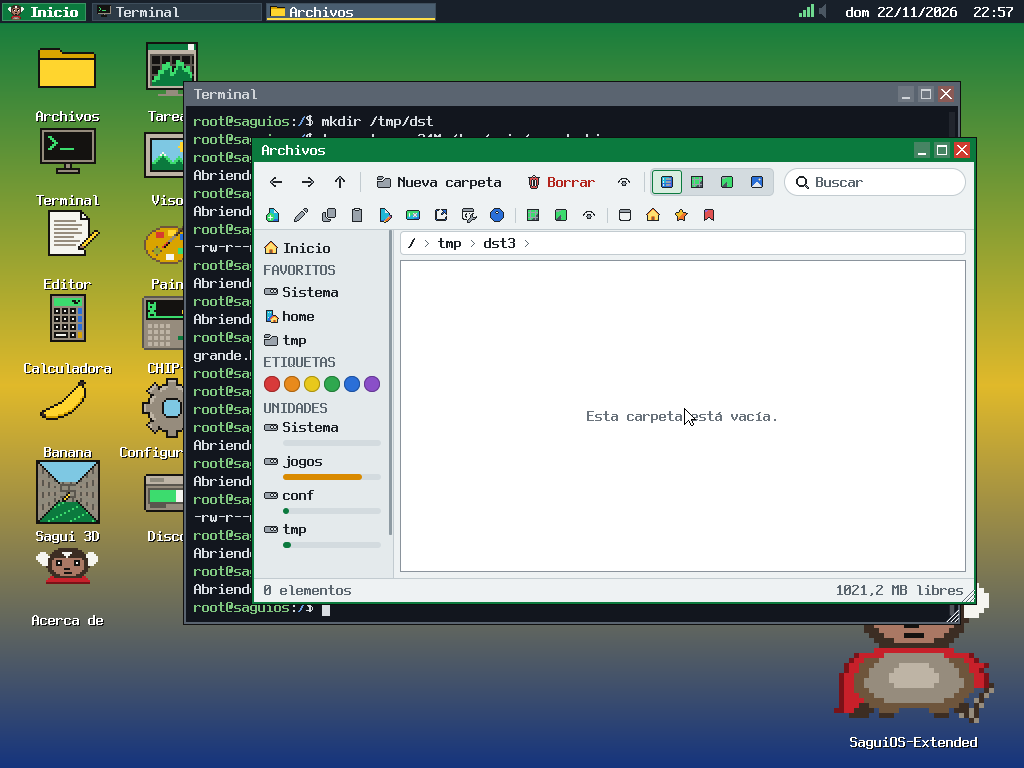 Inicio
Terminal
Archivos
dom 22/11/2026 22:57
Archivos
Terminal
Editor
Calculadora
Banana
Sagui 3D
Acerca de
Terminal
root@saguios:/$ mkdir /tmp/dst
Abriend
Abriend
-rw-r--
Abriend
Abriend
grande.
Abriend
Abriend
-rw-r--
Abriend
Abriend
root@saguios:/$
Archivos
Nueva carpeta
Borrar
Buscar
/ > tmp > dst3 >
Inicio
FAVORITOS
Sistema
home
tmp
ETIQUETAS
UNIDADES
Sistema
jogos
conf
tmp
Esta carpeta está vacía.
0 elementos
1021,2 MB libres
SaguiOS-Extended